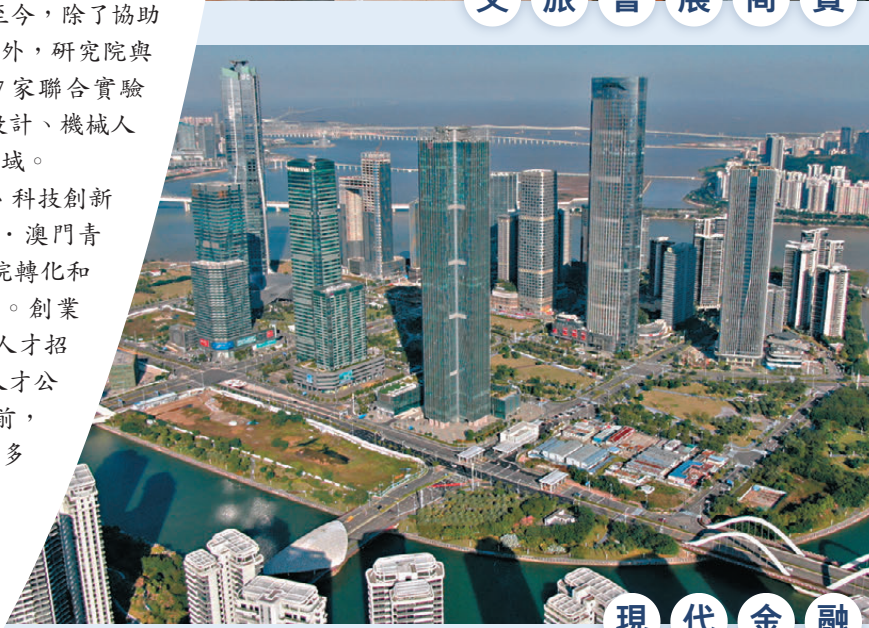 至今，除了協助
外，研究院與
7 家聯合實驗
設計、機械人
域。
、科技創新
·澳門青
院轉化和
。創業
人才招
人才公
前，
多
文旅會展商貿
現代金融